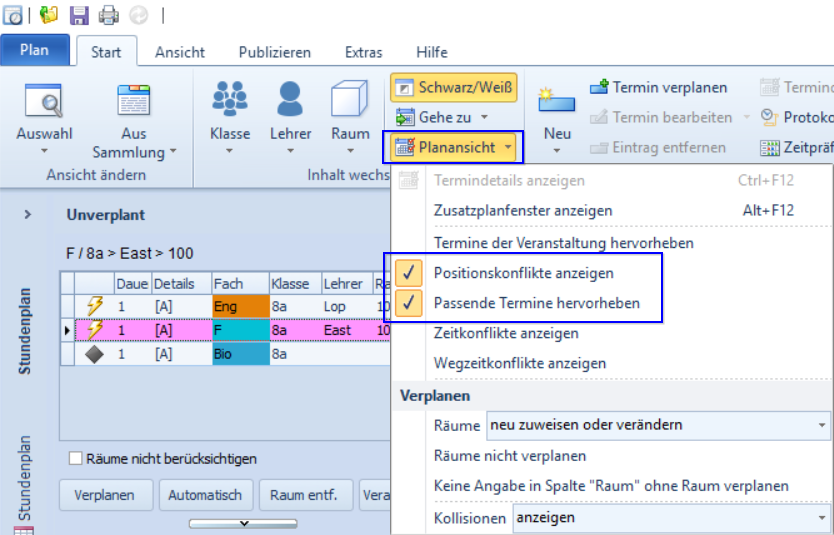 Plan Start Ansicht Publizieren Extras Hilfe
Auswahl
Aus Sammlung
Ansicht ändern
Klasse Lehrer Raum
Inhalt wechs
Schwarz/Weiß
Gehe zu
Planansicht
Neu
Termin verplanen
Termin bearbeiten
Eintrag entfernen
Termind
Protoko
Zeitpräf
Termindetails anzeigen Ctrl+F12
Zusatzplanfenster anzeigen Alt+F12
Termine der Veranstaltung hervorheben
Positionskonflikte anzeigen
Passende Termine hervorheben
Zeitkonflikte anzeigen
Wegzeitkonflikte anzeigen
Verplanen
Räume neu zuweisen oder verändern
Räume nicht verplanen
Keine Angabe in Spalte "Raum" ohne Raum verplanen
Kollisionen anzeigen
Stundenplan
Stundenplan
Unverplant
F / 8a > East > 100
Daue Details Fach Klasse Lehrer Ra
1 [A] Eng 8a Lop 10
1 [A] F 8a East 10
1 [A] Bio 8a
Räume nicht berücksichtigen
Verplanen Automatisch Raum entf. Vera